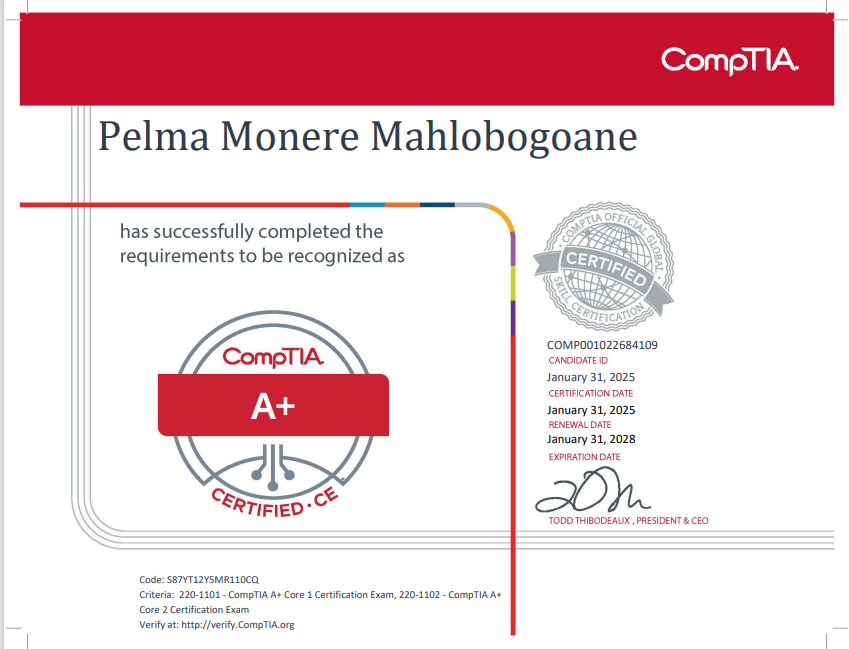 CompTIA.
Pelma Monere Mahlobogoane
has successfully completed the
requirements to be recognized as
COMPTIA OFFICIAL GLOBAL
CERTIFIED
SKILL CERTIFICATION
CompTIA.
A+
CERTIFIED·CE
COMP001022684109
CANDIDATE ID
January 31, 2025
CERTIFICATION DATE
January 31, 2025
RENEWAL DATE
January 31, 2028
EXPIRATION DATE
TODD THIBODEAUX , PRESIDENT & CEO
Code: S87YT12Y5MR110CQ
Criteria: 220-1101 - CompTIA A+ Core 1 Certification Exam, 220-1102 - CompTIA A+
Core 2 Certification Exam
Verify at: http://verify.CompTIA.org